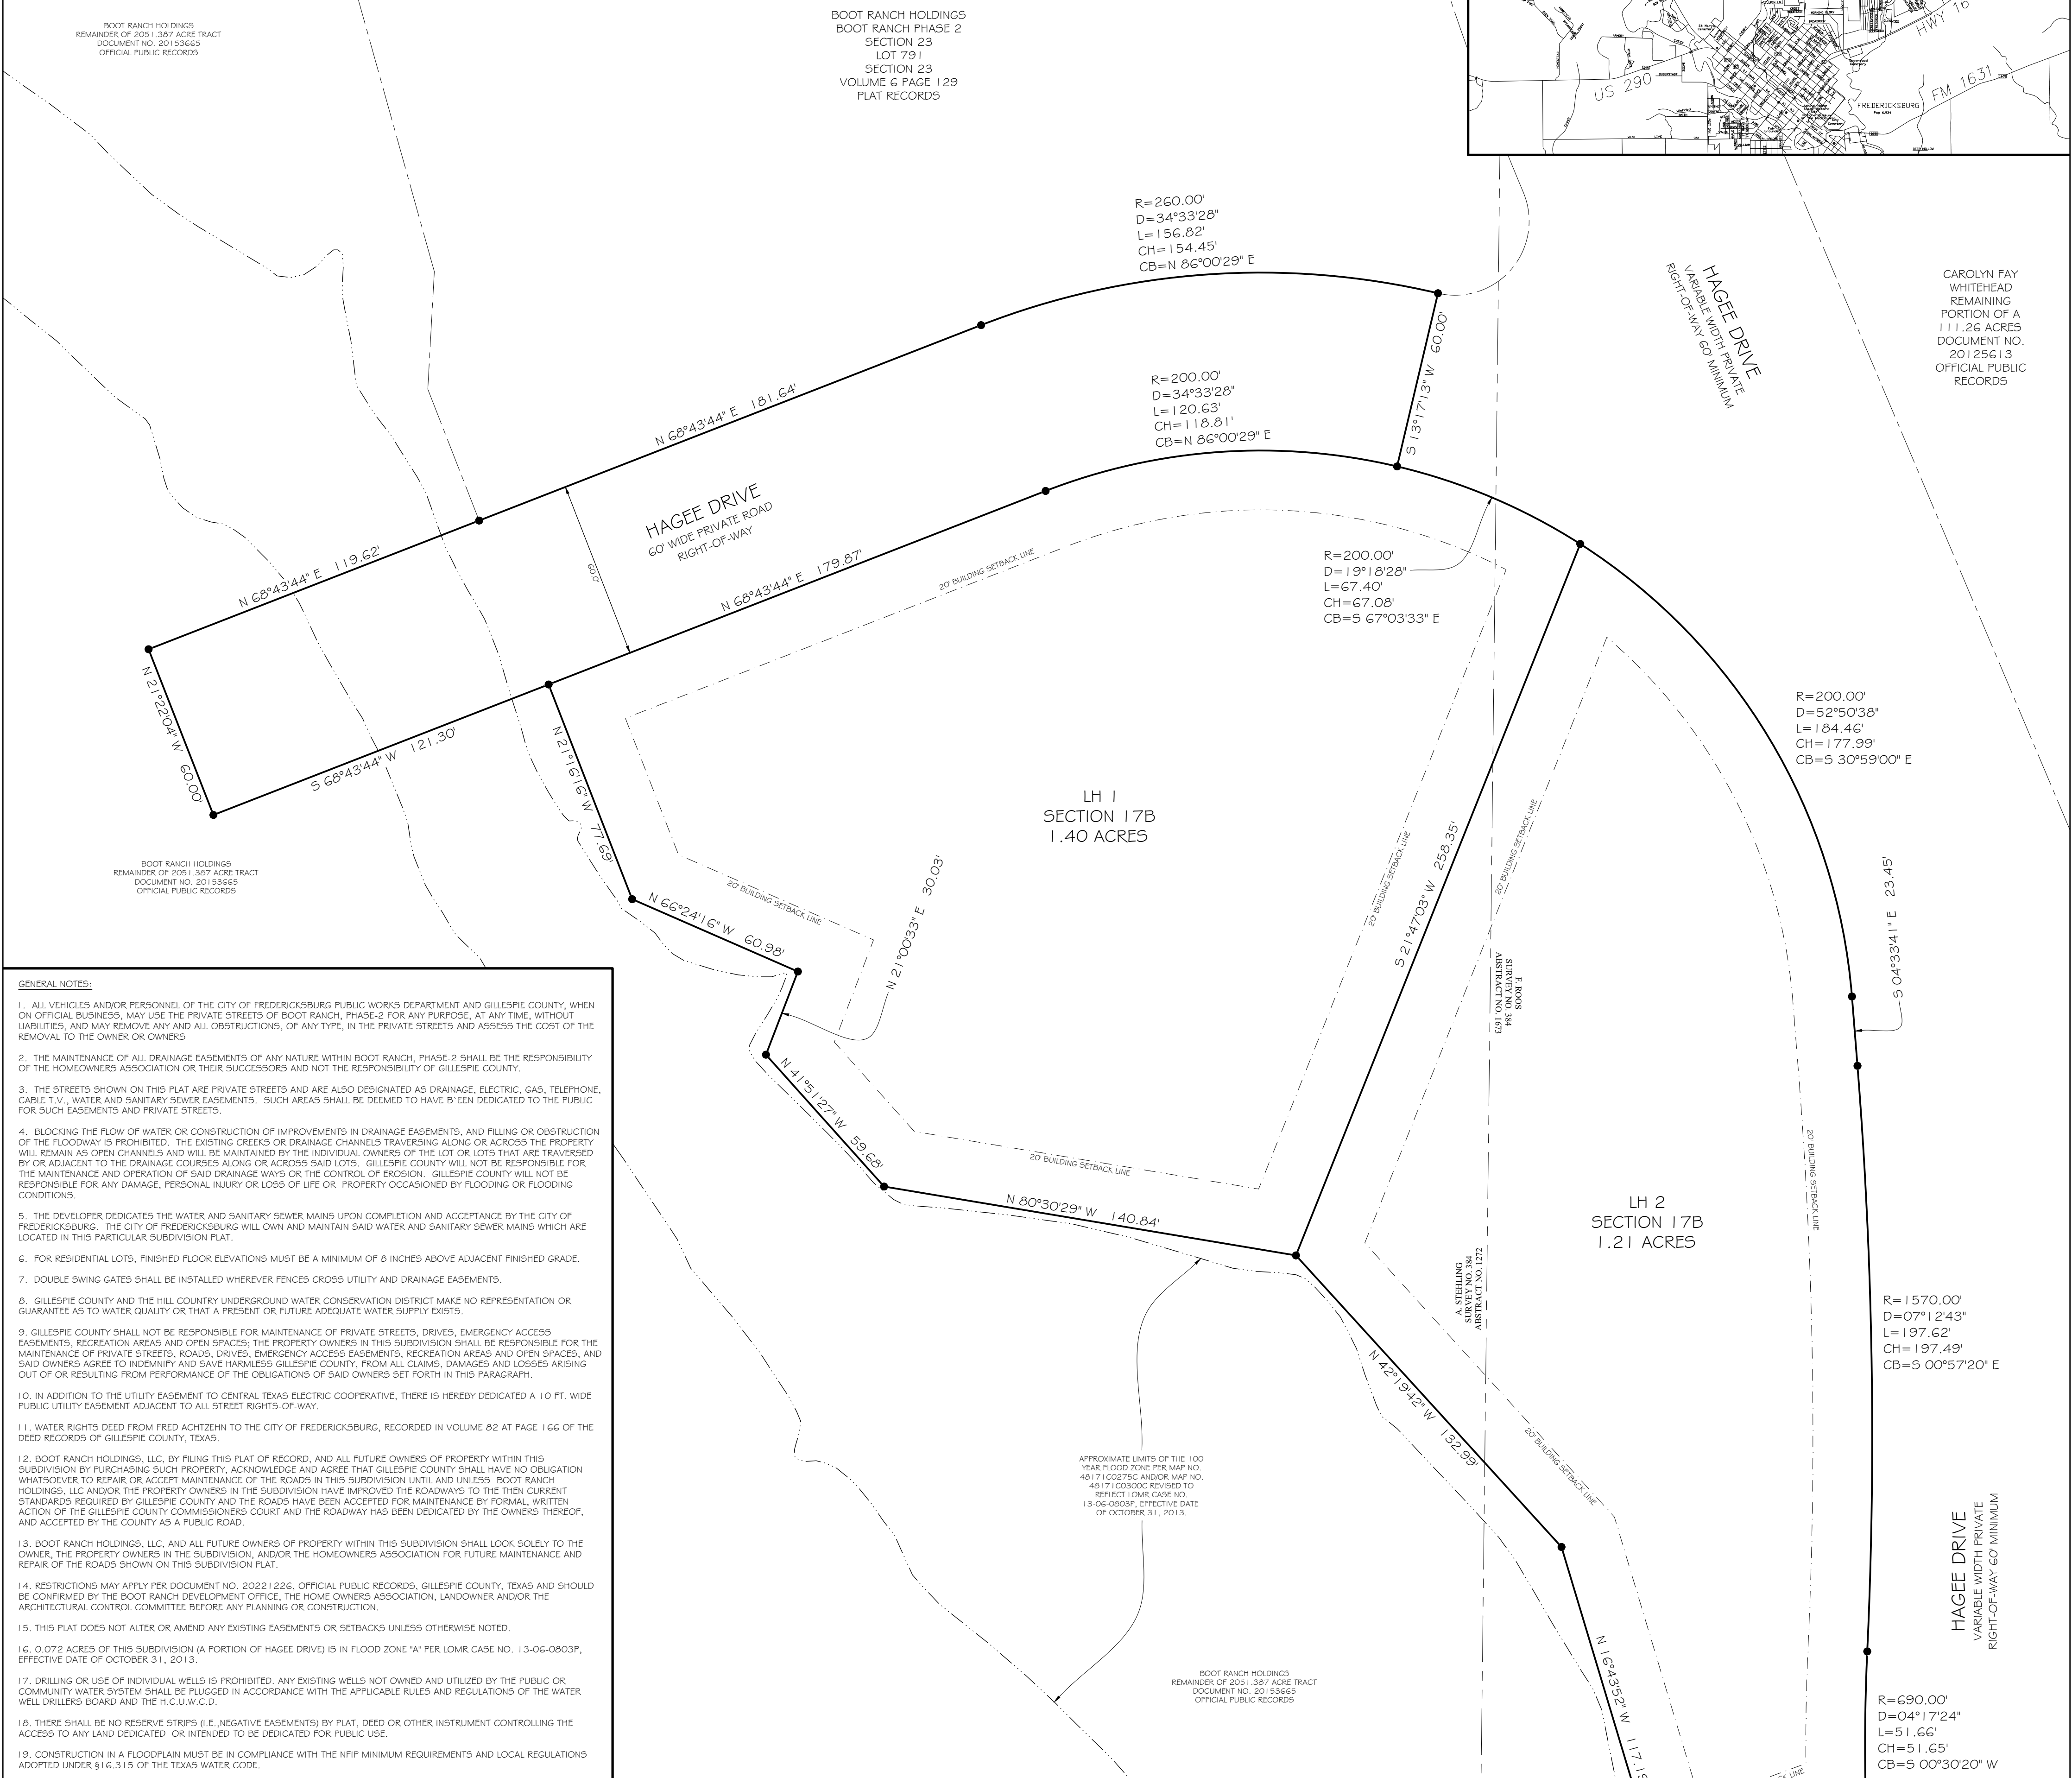 BOOT RANCH HOLDINGS
REMAINDER OF 2051.387 ACRE TRACT
DOCUMENT NO. 20153665
OFFICIAL PUBLIC RECORDS
BOOT RANCH HOLDINGS
BOOT RANCH PHASE 2
SECTION 23
LOT 791
SECTION 23
VOLUME 6 PAGE 129
PLAT RECORDS
HWY 16
US 290
FM 1631
FREDERICKSBURG
R=260.00'
D=34°33'28"
L=156.82'
CH=154.45'
CB=N 86°00'29" E
HAGEE DRIVE
VARIABLE WIDTH PRIVATE
RIGHT-OF-WAY 60' MINIMUM
CAROLYN FAY
WHITEHEAD
REMAINING
PORTION OF A
111.26 ACRES
DOCUMENT NO.
20125613
OFFICIAL PUBLIC
RECORDS
S 13°17'13" W 60.00'
R=200.00'
D=34°33'28"
L=120.63'
CH=118.81'
CB=N 86°00'29" E
N 68°43'44" E 181.64'
HAGEE DRIVE
60' WIDE PRIVATE ROAD
RIGHT-OF-WAY
60.0'
N 68°43'44" E 119.62'
N 68°43'44" E 179.87'
20' BUILDING SETBACK LINE
R=200.00'
D=19°18'28"
L=67.40'
CH=67.08'
CB=S 67°03'33" E
N 21°22'04" W 60.00'
S 68°43'44" W 121.30'
N 21°16'16" W 77.69'
R=200.00'
D=52°50'38"
L=184.46'
CH=177.99'
CB=S 30°59'00" E
LH 1
SECTION 17B
1.40 ACRES
S 21°47'03" W 258.35'
20' BUILDING SETBACK LINE
20' BUILDING SETBACK LINE
BOOT RANCH HOLDINGS
REMAINDER OF 2051.387 ACRE TRACT
DOCUMENT NO. 20153665
OFFICIAL PUBLIC RECORDS
20' BUILDING SETBACK LINE
N 66°24'16" W 60.98'
N 21°00'33" E 30.03'
S 04°33'41" E 23.45'
F. ROOS
SURVEY NO. 384
ABSTRACT NO. 1673
N 41°51'27" W 59.68'
20' BUILDING SETBACK LINE
N 80°30'29" W 140.84'
20' BUILDING SETBACK LINE
LH 2
SECTION 17B
1.21 ACRES
A. STEHLING
SURVEY NO. 384
ABSTRACT NO. 1272
R=1570.00'
D=07°12'43"
L=197.62'
CH=197.49'
CB=S 00°57'20" E
N 42°19'42" W 132.99'
20' BUILDING SETBACK LINE
APPROXIMATE LIMITS OF THE 100
YEAR FLOOD ZONE PER MAP NO.
48171C0275C AND/OR MAP NO.
48171C0300C REVISED TO
REFLECT LOMR CASE NO.
13-06-0803P, EFFECTIVE DATE
OF OCTOBER 31, 2013.
HAGEE DRIVE
VARIABLE WIDTH PRIVATE
RIGHT-OF-WAY 60' MINIMUM
N 16°43'52" W
BOOT RANCH HOLDINGS
REMAINDER OF 2051.387 ACRE TRACT
DOCUMENT NO. 20153665
OFFICIAL PUBLIC RECORDS
R=690.00'
D=04°17'24"
L=51.66'
CH=51.65'
CB=S 00°30'20" W
GENERAL NOTES:
1. ALL VEHICLES AND/OR PERSONNEL OF THE CITY OF FREDERICKSBURG PUBLIC WORKS DEPARTMENT AND GILLESPIE COUNTY, WHEN
ON OFFICIAL BUSINESS, MAY USE THE PRIVATE STREETS OF BOOT RANCH, PHASE-2 FOR ANY PURPOSE, AT ANY TIME, WITHOUT
LIABILITIES, AND MAY REMOVE ANY AND ALL OBSTRUCTIONS, OF ANY TYPE, IN THE PRIVATE STREETS AND ASSESS THE COST OF THE
REMOVAL TO THE OWNER OR OWNERS
2. THE MAINTENANCE OF ALL DRAINAGE EASEMENTS OF ANY NATURE WITHIN BOOT RANCH, PHASE-2 SHALL BE THE RESPONSIBILITY
OF THE HOMEOWNERS ASSOCIATION OR THEIR SUCCESSORS AND NOT THE RESPONSIBILITY OF GILLESPIE COUNTY.
3. THE STREETS SHOWN ON THIS PLAT ARE PRIVATE STREETS AND ARE ALSO DESIGNATED AS DRAINAGE, ELECTRIC, GAS, TELEPHONE,
CABLE T.V., WATER AND SANITARY SEWER EASEMENTS. SUCH AREAS SHALL BE DEEMED TO HAVE B`EEN DEDICATED TO THE PUBLIC
FOR SUCH EASEMENTS AND PRIVATE STREETS.
4. BLOCKING THE FLOW OF WATER OR CONSTRUCTION OF IMPROVEMENTS IN DRAINAGE EASEMENTS, AND FILLING OR OBSTRUCTION
OF THE FLOODWAY IS PROHIBITED. THE EXISTING CREEKS OR DRAINAGE CHANNELS TRAVERSING ALONG OR ACROSS THE PROPERTY
WILL REMAIN AS OPEN CHANNELS AND WILL BE MAINTAINED BY THE INDIVIDUAL OWNERS OF THE LOT OR LOTS THAT ARE TRAVERSED
BY OR ADJACENT TO THE DRAINAGE COURSES ALONG OR ACROSS SAID LOTS. GILLESPIE COUNTY WILL NOT BE RESPONSIBLE FOR
THE MAINTENANCE AND OPERATION OF SAID DRAINAGE WAYS OR THE CONTROL OF EROSION. GILLESPIE COUNTY WILL NOT BE
RESPONSIBLE FOR ANY DAMAGE, PERSONAL INJURY OR LOSS OF LIFE OR PROPERTY OCCASIONED BY FLOODING OR FLOODING
CONDITIONS.
5. THE DEVELOPER DEDICATES THE WATER AND SANITARY SEWER MAINS UPON COMPLETION AND ACCEPTANCE BY THE CITY OF
FREDERICKSBURG. THE CITY OF FREDERICKSBURG WILL OWN AND MAINTAIN SAID WATER AND SANITARY SEWER MAINS WHICH ARE
LOCATED IN THIS PARTICULAR SUBDIVISION PLAT.
6. FOR RESIDENTIAL LOTS, FINISHED FLOOR ELEVATIONS MUST BE A MINIMUM OF 8 INCHES ABOVE ADJACENT FINISHED GRADE.
7. DOUBLE SWING GATES SHALL BE INSTALLED WHEREVER FENCES CROSS UTILITY AND DRAINAGE EASEMENTS.
8. GILLESPIE COUNTY AND THE HILL COUNTRY UNDERGROUND WATER CONSERVATION DISTRICT MAKE NO REPRESENTATION OR
GUARANTEE AS TO WATER QUALITY OR THAT A PRESENT OR FUTURE ADEQUATE WATER SUPPLY EXISTS.
9. GILLESPIE COUNTY SHALL NOT BE RESPONSIBLE FOR MAINTENANCE OF PRIVATE STREETS, DRIVES, EMERGENCY ACCESS
EASEMENTS, RECREATION AREAS AND OPEN SPACES; THE PROPERTY OWNERS IN THIS SUBDIVISION SHALL BE RESPONSIBLE FOR THE
MAINTENANCE OF PRIVATE STREETS, ROADS, DRIVES, EMERGENCY ACCESS EASEMENTS, RECREATION AREAS AND OPEN SPACES, AND
SAID OWNERS AGREE TO INDEMNIFY AND SAVE HARMLESS GILLESPIE COUNTY, FROM ALL CLAIMS, DAMAGES AND LOSSES ARISING
OUT OF OR RESULTING FROM PERFORMANCE OF THE OBLIGATIONS OF SAID OWNERS SET FORTH IN THIS PARAGRAPH.
10. IN ADDITION TO THE UTILITY EASEMENT TO CENTRAL TEXAS ELECTRIC COOPERATIVE, THERE IS HEREBY DEDICATED A 10 FT. WIDE
PUBLIC UTILITY EASEMENT ADJACENT TO ALL STREET RIGHTS-OF-WAY.
11. WATER RIGHTS DEED FROM FRED ACHTZEHN TO THE CITY OF FREDERICKSBURG, RECORDED IN VOLUME 82 AT PAGE 166 OF THE
DEED RECORDS OF GILLESPIE COUNTY, TEXAS.
12. BOOT RANCH HOLDINGS, LLC, BY FILING THIS PLAT OF RECORD, AND ALL FUTURE OWNERS OF PROPERTY WITHIN THIS
SUBDIVISION BY PURCHASING SUCH PROPERTY, ACKNOWLEDGE AND AGREE THAT GILLESPIE COUNTY SHALL HAVE NO OBLIGATION
WHATSOEVER TO REPAIR OR ACCEPT MAINTENANCE OF THE ROADS IN THIS SUBDIVISION UNTIL AND UNLESS BOOT RANCH
HOLDINGS, LLC AND/OR THE PROPERTY OWNERS IN THE SUBDIVISION HAVE IMPROVED THE ROADWAYS TO THE THEN CURRENT
STANDARDS REQUIRED BY GILLESPIE COUNTY AND THE ROADS HAVE BEEN ACCEPTED FOR MAINTENANCE BY FORMAL, WRITTEN
ACTION OF THE GILLESPIE COUNTY COMMISSIONERS COURT AND THE ROADWAY HAS BEEN DEDICATED BY THE OWNERS THEREOF,
AND ACCEPTED BY THE COUNTY AS A PUBLIC ROAD.
13. BOOT RANCH HOLDINGS, LLC, AND ALL FUTURE OWNERS OF PROPERTY WITHIN THIS SUBDIVISION SHALL LOOK SOLELY TO THE
OWNER, THE PROPERTY OWNERS IN THE SUBDIVISION, AND/OR THE HOMEOWNERS ASSOCIATION FOR FUTURE MAINTENANCE AND
REPAIR OF THE ROADS SHOWN ON THIS SUBDIVISION PLAT.
14. RESTRICTIONS MAY APPLY PER DOCUMENT NO. 20221226, OFFICIAL PUBLIC RECORDS, GILLESPIE COUNTY, TEXAS AND SHOULD
BE CONFIRMED BY THE BOOT RANCH DEVELOPMENT OFFICE, THE HOME OWNERS ASSOCIATION, LANDOWNER AND/OR THE
ARCHITECTURAL CONTROL COMMITTEE BEFORE ANY PLANNING OR CONSTRUCTION.
15. THIS PLAT DOES NOT ALTER OR AMEND ANY EXISTING EASEMENTS OR SETBACKS UNLESS OTHERWISE NOTED.
16. 0.072 ACRES OF THIS SUBDIVISION (A PORTION OF HAGEE DRIVE) IS IN FLOOD ZONE "A" PER LOMR CASE NO. 13-06-0803P,
EFFECTIVE DATE OF OCTOBER 31, 2013.
17. DRILLING OR USE OF INDIVIDUAL WELLS IS PROHIBITED. ANY EXISTING WELLS NOT OWNED AND UTILIZED BY THE PUBLIC OR
COMMUNITY WATER SYSTEM SHALL BE PLUGGED IN ACCORDANCE WITH THE APPLICABLE RULES AND REGULATIONS OF THE WATER
WELL DRILLERS BOARD AND THE H.C.U.W.C.D.
18. THERE SHALL BE NO RESERVE STRIPS (I.E.,NEGATIVE EASEMENTS) BY PLAT, DEED OR OTHER INSTRUMENT CONTROLLING THE
ACCESS TO ANY LAND DEDICATED OR INTENDED TO BE DEDICATED FOR PUBLIC USE.
19. CONSTRUCTION IN A FLOODPLAIN MUST BE IN COMPLIANCE WITH THE NFIP MINIMUM REQUIREMENTS AND LOCAL REGULATIONS
ADOPTED UNDER §16.315 OF THE TEXAS WATER CODE.